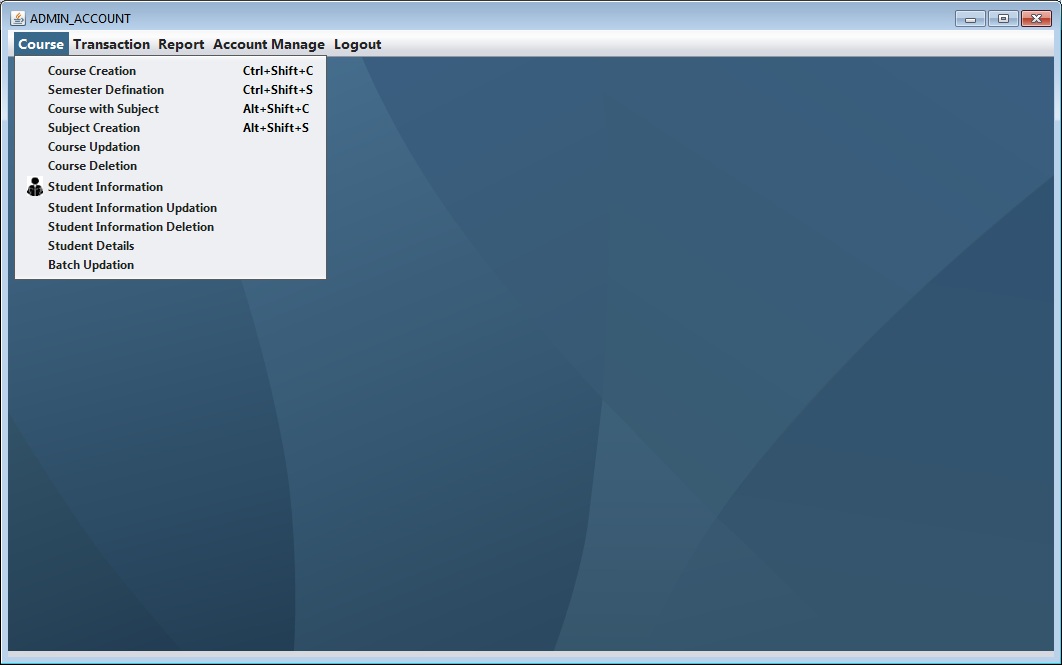 ADMIN_ACCOUNT
Course Transaction Report Account Manage Logout
Course Creation Ctrl+Shift+C
Semester Defination Ctrl+Shift+S
Course with Subject Alt+Shift+C
Subject Creation Alt+Shift+S
Course Updation
Course Deletion
Student Information
Student Information Updation
Student Information Deletion
Student Details
Batch Updation